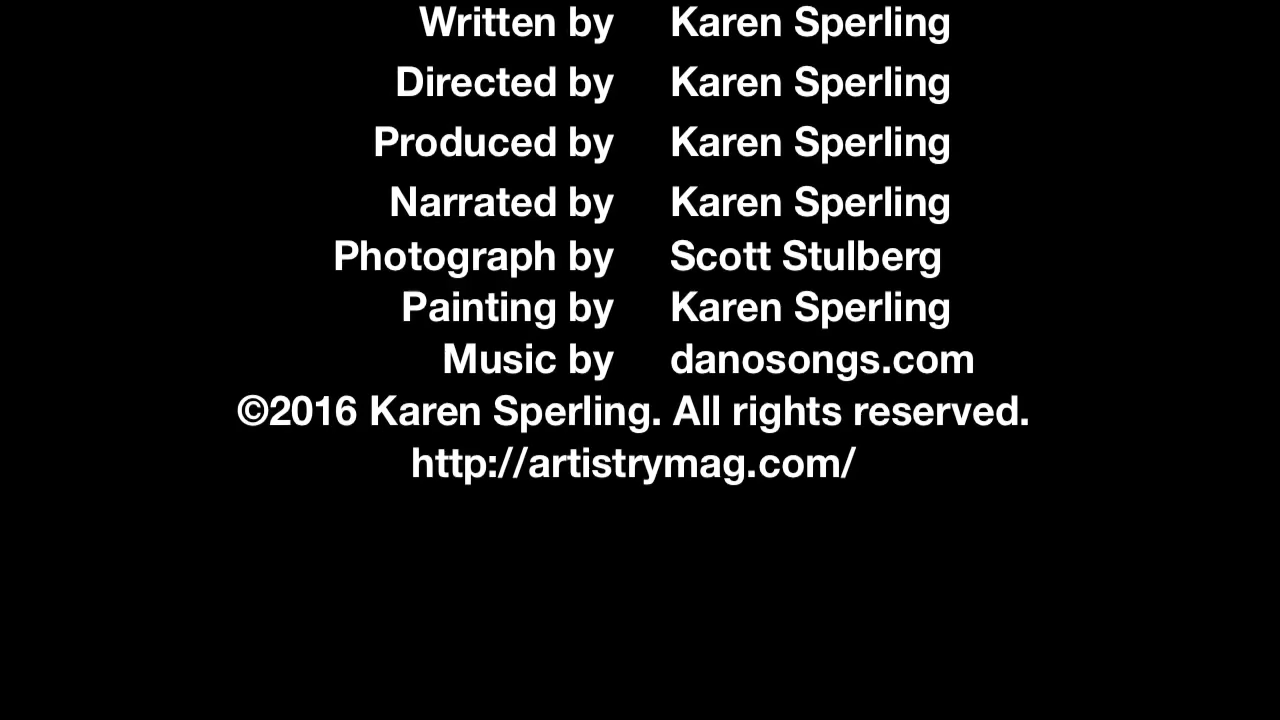 Written by Karen Sperling
Directed by Karen Sperling
Produced by Karen Sperling
Narrated by Karen Sperling
Photograph by Scott Stulberg
Painting by Karen Sperling
Music by danosongs.com
©2016 Karen Sperling. All rights reserved.
http://artistrymag.com/